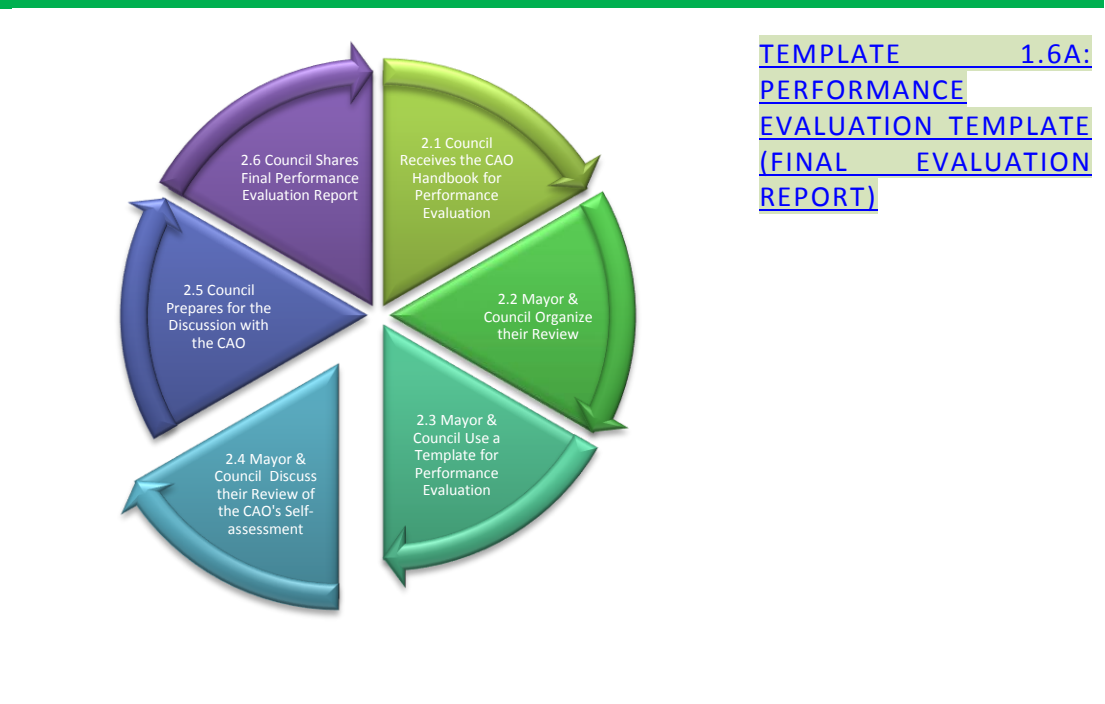 2.1 Council
Receives the CAO
Handbook for
Performance
Evaluation
2.2 Mayor &
Council Organize
their Review
2.3 Mayor &
Council Use a
Template for
Performance
Evaluation
2.4 Mayor &
Council Discuss
their Review of
the CAO's Self-
assessment
2.5 Council
Prepares for the
Discussion with
the CAO
2.6 Council Shares
Final Performance
Evaluation Report
TEMPLATE 1.6A:
PERFORMANCE
EVALUATION TEMPLATE
(FINAL EVALUATION
REPORT)